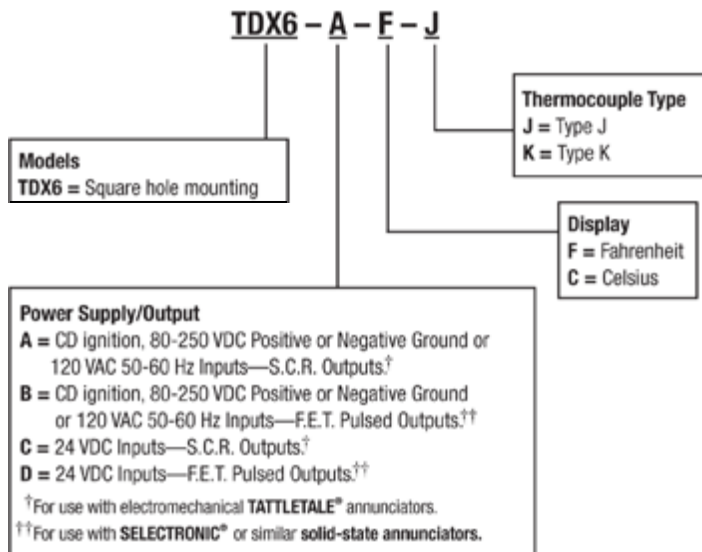 TDX6 – A – F – J
Thermocouple Type
J = Type J
K = Type K
Models
TDX6 = Square hole mounting
Display
F = Fahrenheit
C = Celsius
Power Supply/Output
A = CD ignition, 80-250 VDC Positive or Negative Ground or
120 VAC 50-60 Hz Inputs—S.C.R. Outputs.†
B = CD ignition, 80-250 VDC Positive or Negative Ground
or 120 VAC 50-60 Hz Inputs—F.E.T. Pulsed Outputs.††
C = 24 VDC Inputs—S.C.R. Outputs.†
D = 24 VDC Inputs—F.E.T. Pulsed Outputs.††
†For use with electromechanical TATTLETALE® annunciators.
††For use with SELECTRONIC® or similar solid-state annunciators.